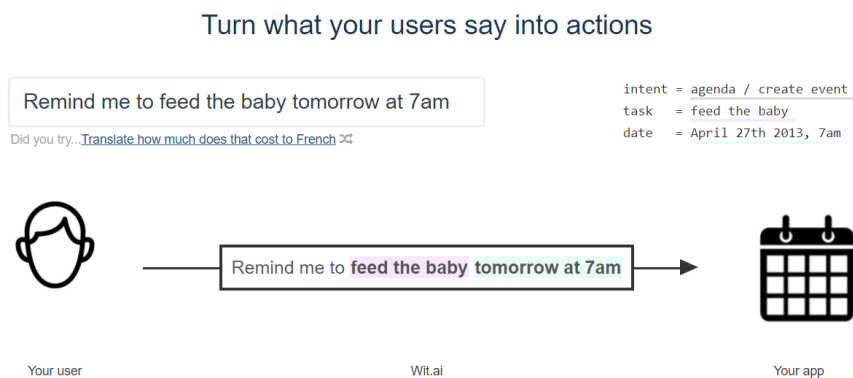 Turn what your users say into actions
Remind me to feed the baby tomorrow at 7am
Did you try...Translate how much does that cost to French
intent = agenda / create event
task = feed the baby
date = April 27th 2013, 7am
Remind me to feed the baby tomorrow at 7am
Your user
Wit.ai
Your app